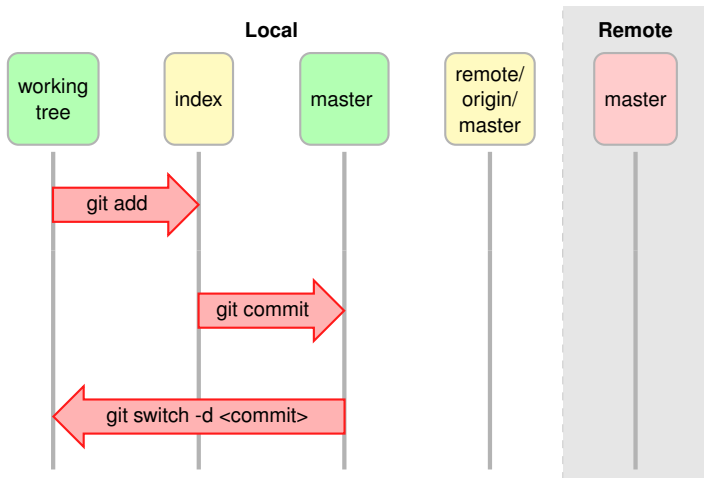 Local
Remote
working
tree
index
master
remote/
origin/
master
master
git add
git commit
git switch -d <commit>